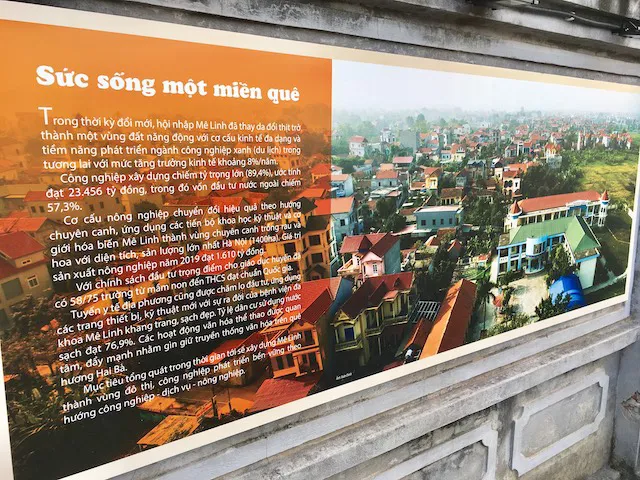 Sức sống một miền quê
Trong thời kỳ đổi mới, hội nhập Mê Linh đã thay da đổi thịt trở
thành một vùng đất năng động với cơ cấu kinh tế đa dạng và
tiềm năng phát triển ngành công nghiệp xanh (du lịch) trong
tương lai với mức tăng trưởng kinh tế khoảng 8%/năm.
Công nghiệp xây dựng chiếm tỷ trọng lớn (89,4%), ước tính
đạt 23.456 tỷ đồng, trong đó vốn đầu tư nước ngoài chiếm
57,3%.
Cơ cấu nông nghiệp chuyển đổi hiệu quả theo hướng
chuyên canh, ứng dụng các tiến bộ khoa học kỹ thuật và cơ
giới hóa biến Mê Linh thành vùng chuyên canh trồng rau và
hoa với diện tích, sản lượng lớn nhất Hà Nội (1400ha). Giá trị
sản xuất nông nghiệp năm 2019 đạt 1.610 tỷ đồng.
Với chính sách đầu tư trọng điểm cho giáo dục huyện đã
có 58/75 trường từ mầm non đến THCS đạt chuẩn Quốc gia.
Tuyến y tế địa phương cũng được chăm lo đầu tư, ứng dụng
các trang thiết bị, kỹ thuật mới với sự ra đời của bệnh viện đa
khoa Mê Linh khang trang, sạch đẹp. Tỷ lệ dân cư sử dụng nước
sạch đạt 76,9%. Các hoạt động văn hóa thể thao được quan
tâm, đẩy mạnh nhằm gìn giữ truyền thống văn hóa trên quê
hương Hai Bà.
Mục tiêu tổng quát trong thời gian tới sẽ xây dựng Mê Linh
thành vùng đô thị, công nghiệp phát triển bền vững theo
hướng công nghiệp - dịch vụ - nông nghiệp.